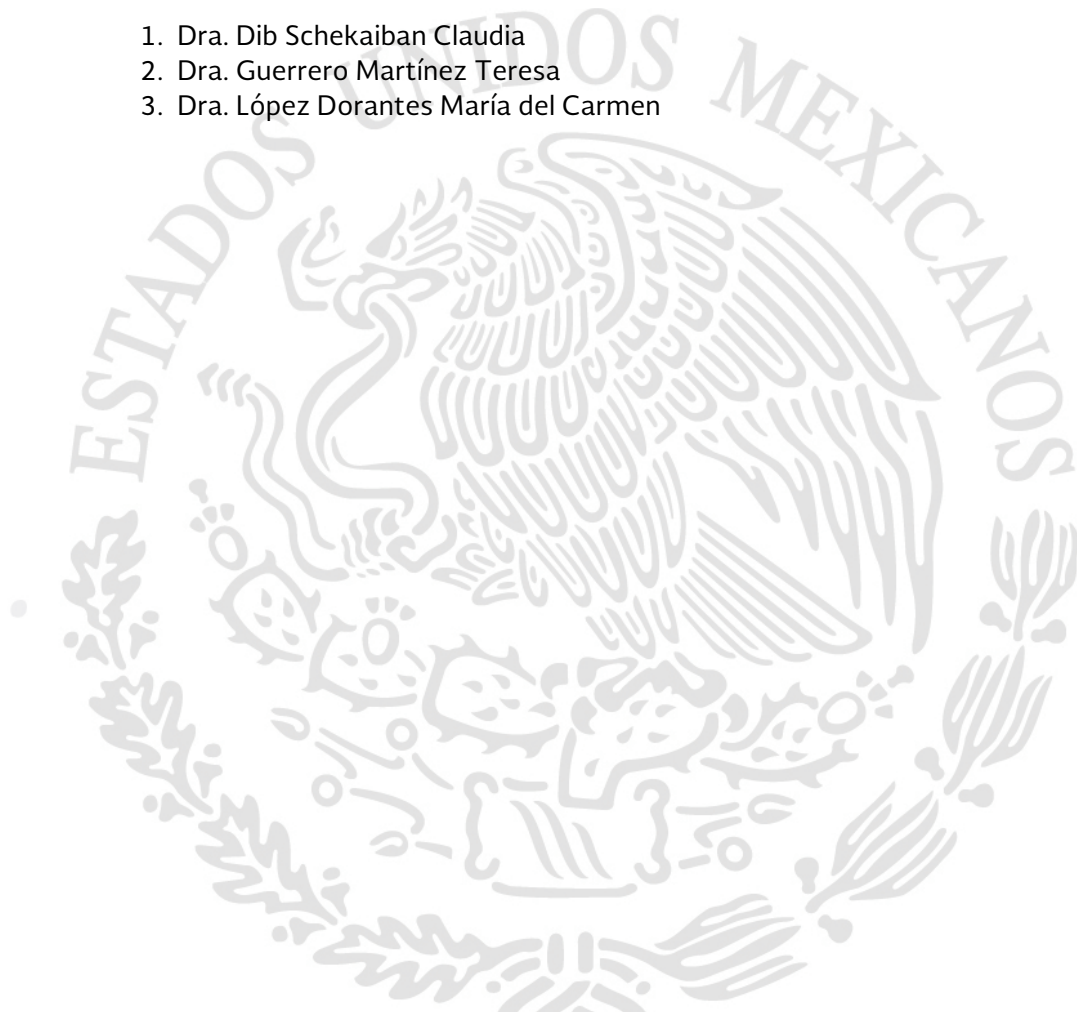 1. Dra. Dib Schekaiban Claudia
2. Dra. Guerrero Martínez Teresa
3. Dra. López Dorantes María del Carmen
ESTADOS UNIDOS MEXICANOS